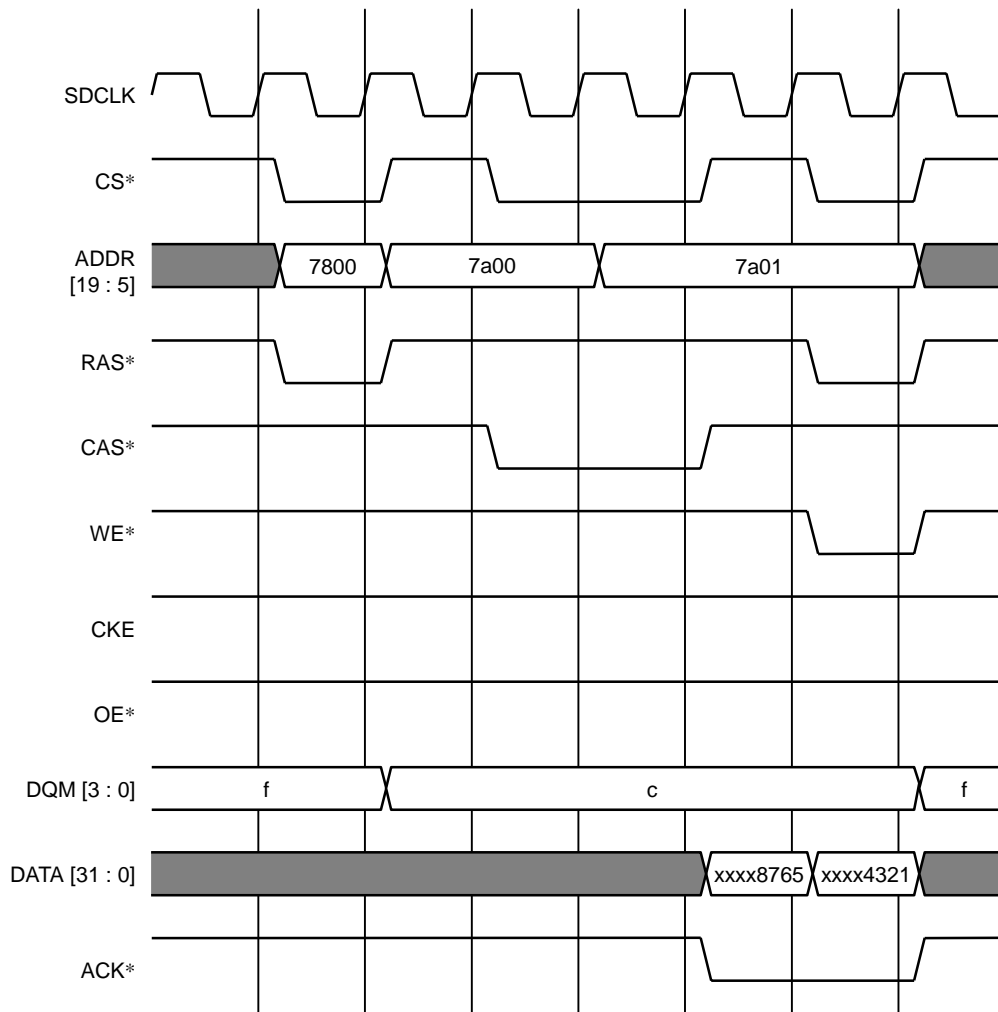 SDCLK
CS*
ADDR
[19 : 5]
7800
7a00
7a01
RAS*
CAS*
WE*
CKE
OE*
DQM [3 : 0]
f
c
f
DATA [31 : 0]
xxxx8765
xxxx4321
ACK*